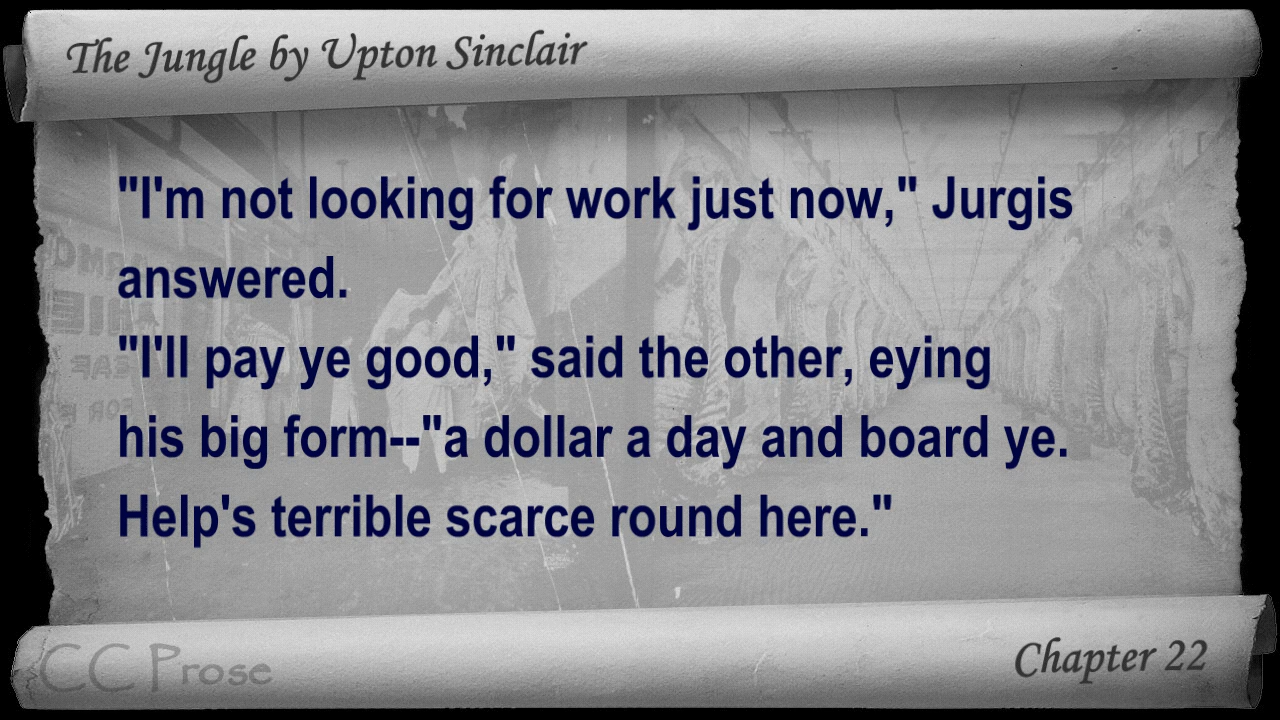 The Jungle by Upton Sinclair
"I'm not looking for work just now," Jurgis
answered.
"I'll pay ye good," said the other, eying
his big form--"a dollar a day and board ye.
Help's terrible scarce round here."
CC Prose
Chapter 22